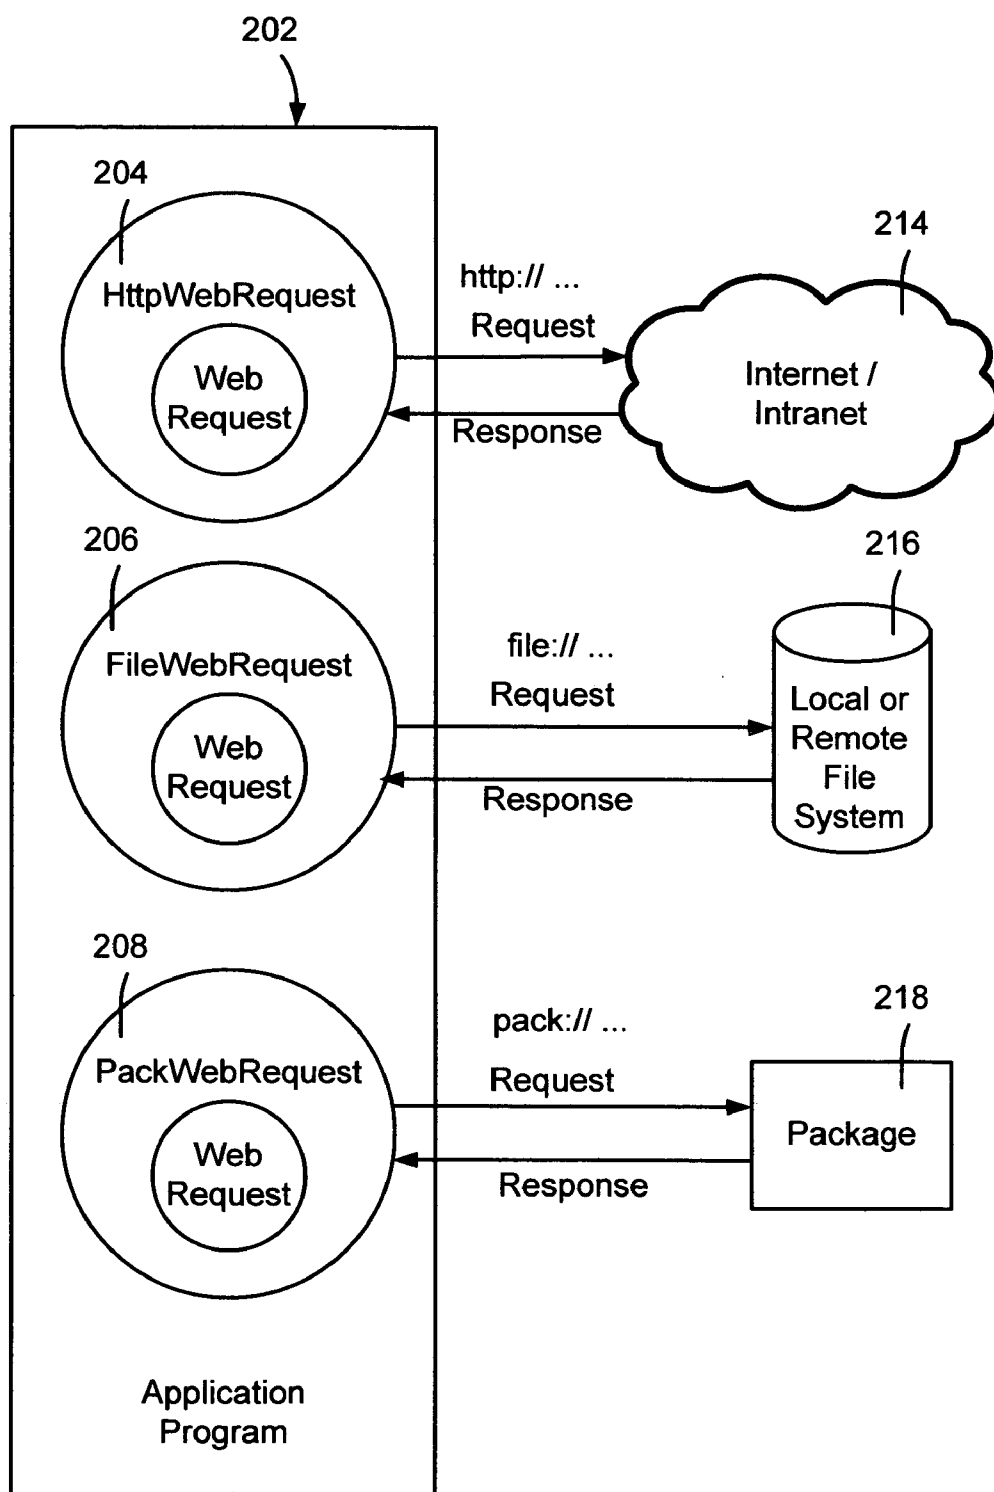 202
204
214
HttpWebRequest
Web
Request
http:// ...
Request
Response
Internet /
Intranet
206
216
FileWebRequest
Web
Request
file:// ...
Request
Response
Local or
Remote
File
System
208
218
PackWebRequest
Web
Request
pack:// ...
Request
Response
Package
Application
Program